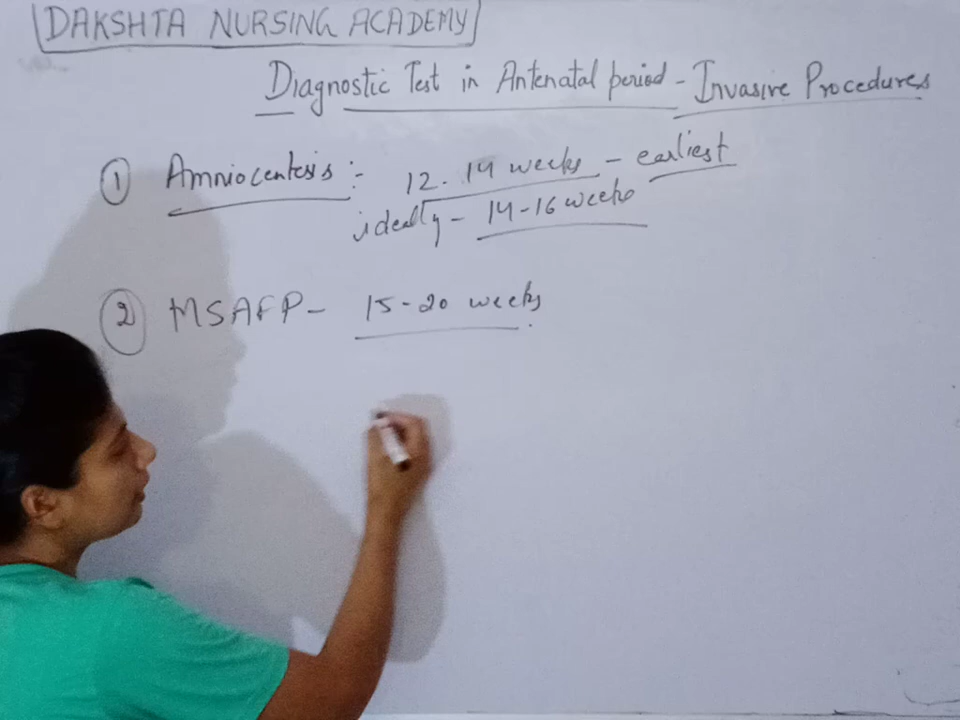 DAKSHTA NURSING ACADEMY
Diagnostic Test in Antenatal period - Invasive Procedures
① Amniocentesis :- 12-14 weeks - earliest
ideally - 14-16 weeks
② MSAFP - 15-20 weeks